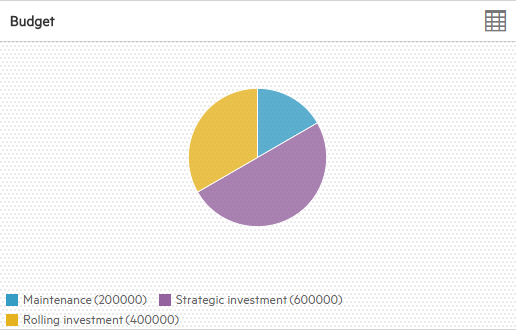 Budget
Maintenance (200000) Strategic investment (600000)
Rolling investment (400000)